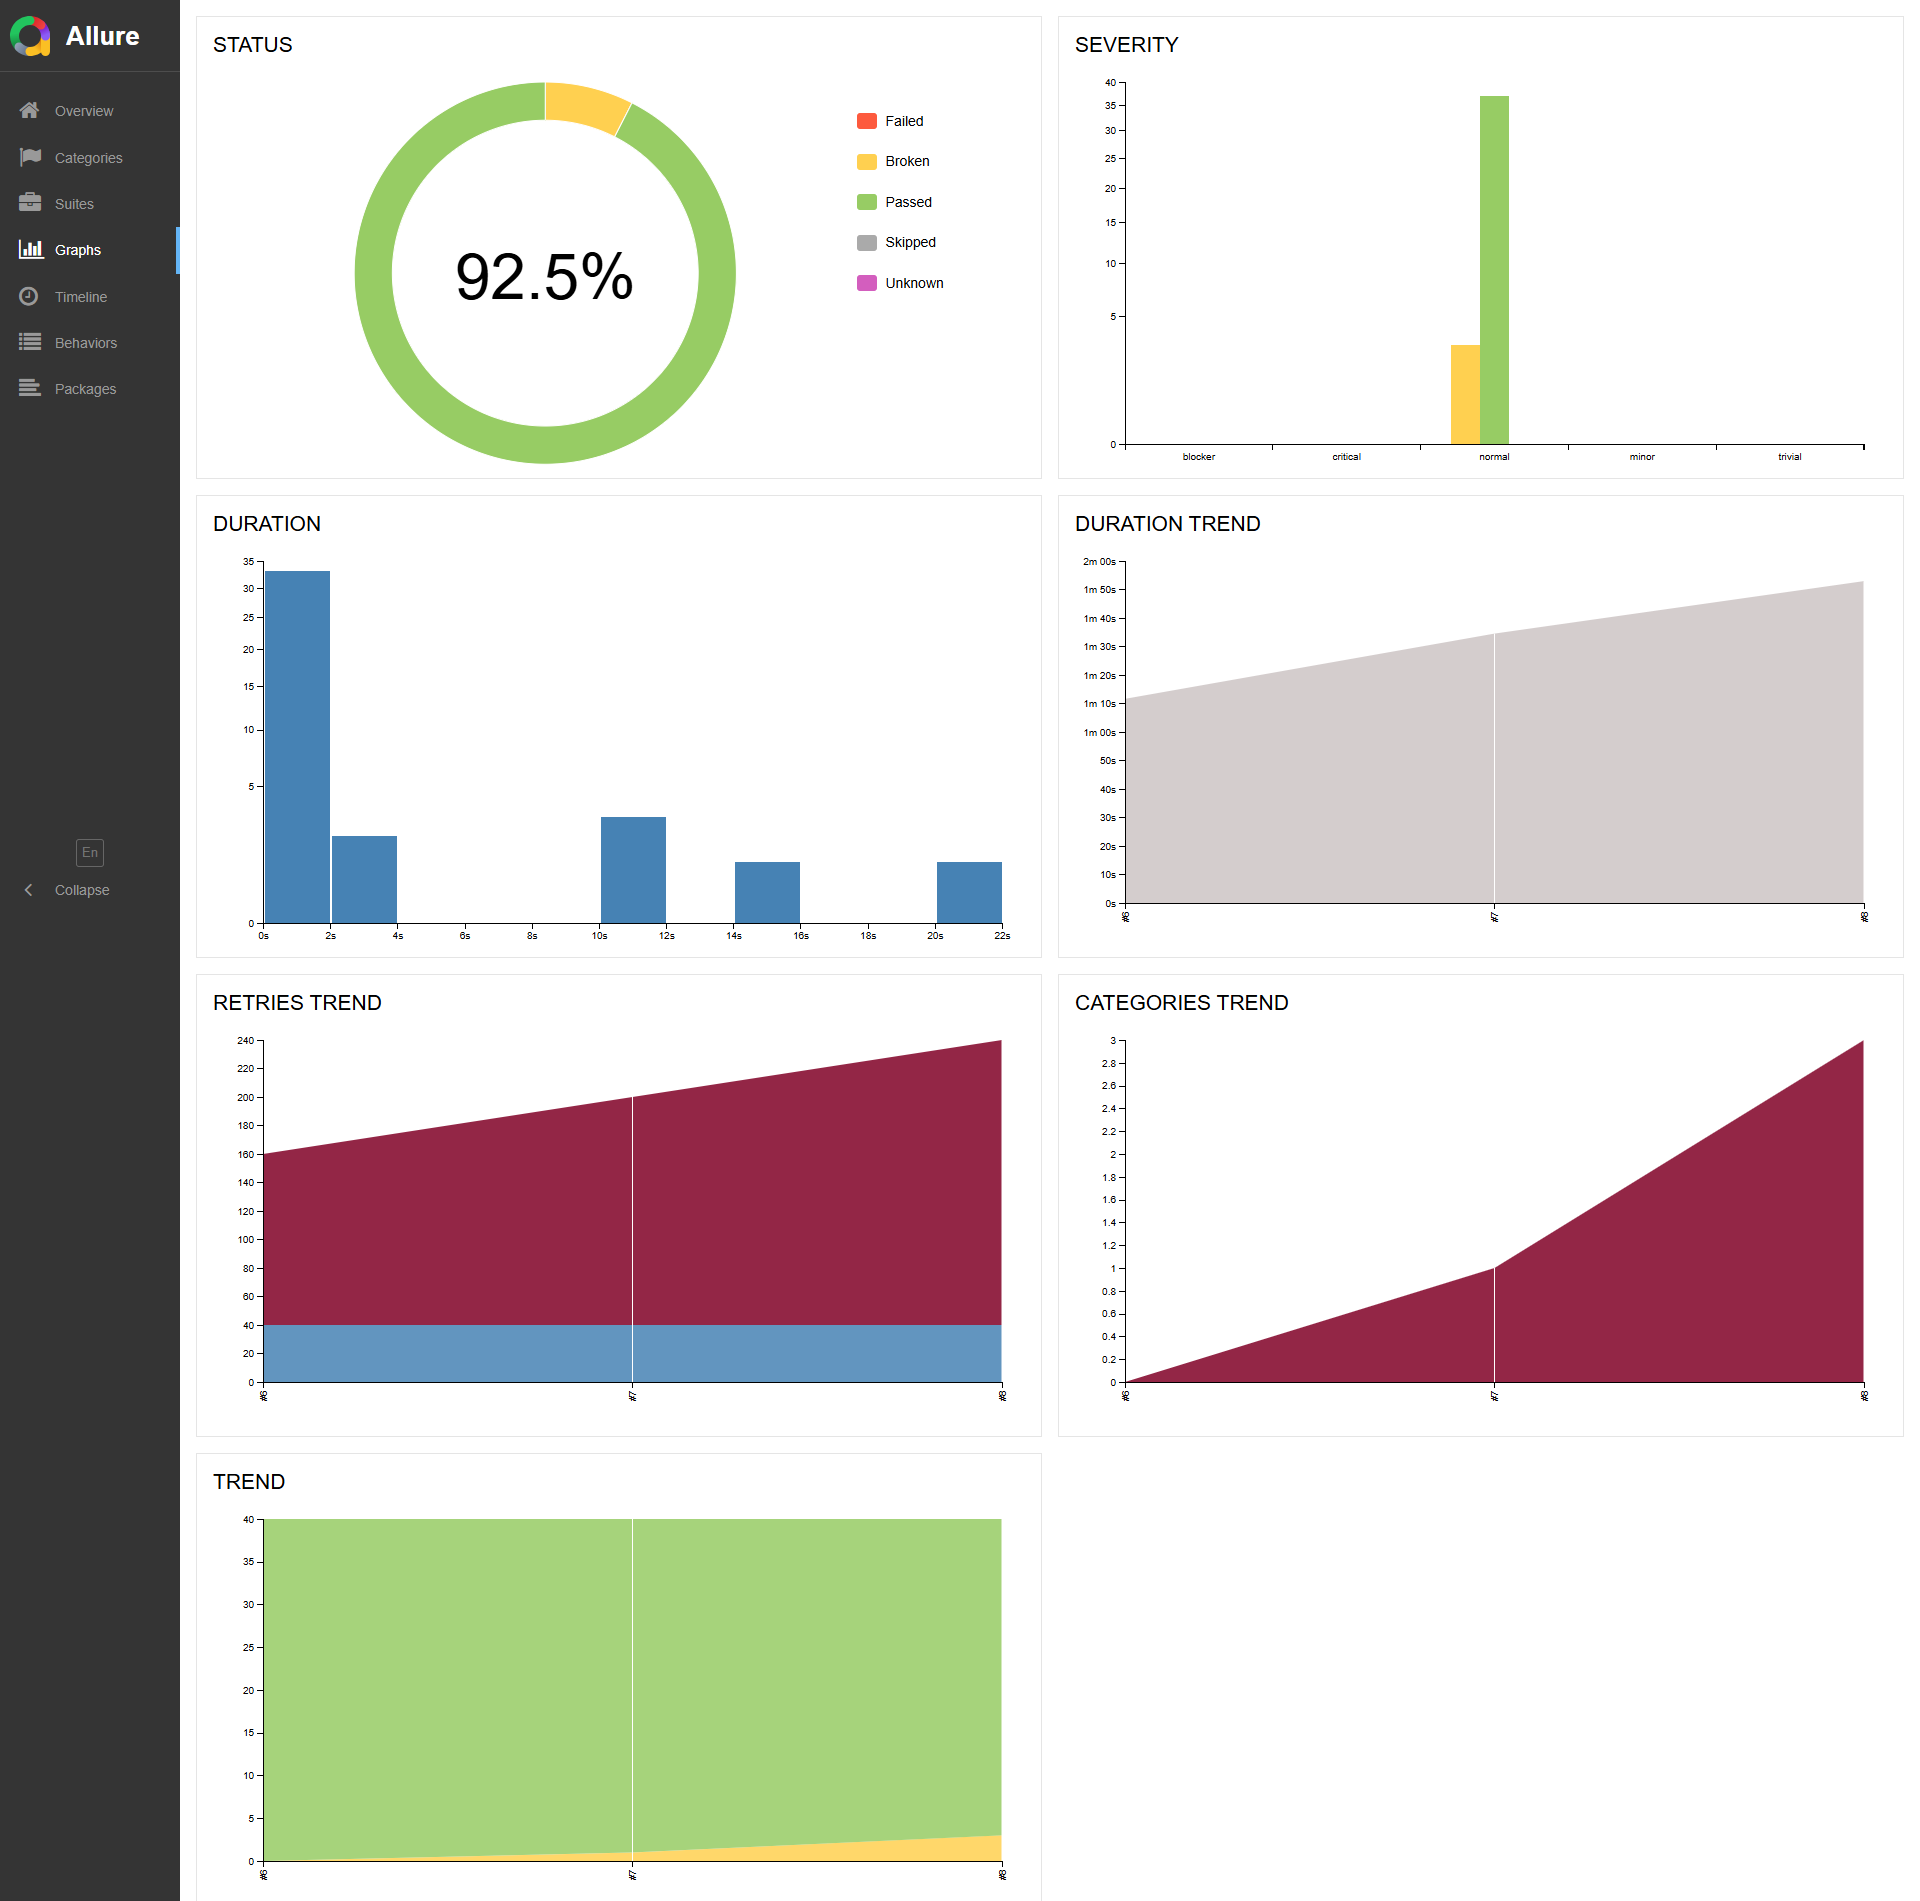 Allure
Overview
Categories
Suites
Graphs
Timeline
Behaviors
Packages
En
Collapse
STATUS
92.5%
Failed
Broken
Passed
Skipped
Unknown
SEVERITY
40
35
30
25
20
15
10
5
0
blocker critical normal minor trivial
DURATION
35
30
25
20
15
10
5
0
0s 2s 4s 6s 8s 10s 12s 14s 16s 18s 20s 22s
DURATION TREND
2m 00s
1m 50s
1m 40s
1m 30s
1m 20s
1m 10s
1m 00s
50s
40s
30s
20s
10s
0s
#6 #7 #8
RETRIES TREND
240
220
200
180
160
140
120
100
80
60
40
20
0
#6 #7 #8
CATEGORIES TREND
3
2.8
2.6
2.4
2.2
2
1.8
1.6
1.4
1.2
1
0.8
0.6
0.4
0.2
0
#6 #7 #8
TREND
40
35
30
25
20
15
10
5
0
#6 #7 #8